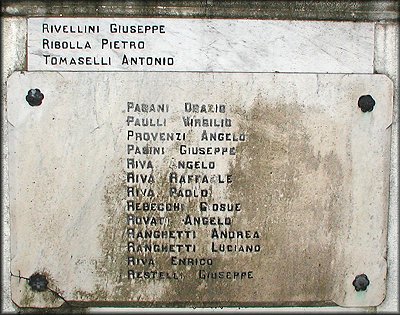 RIVELLINI GIUSEPPE
RIBOLLA PIETRO
TOMASELLI ANTONIO
PAGANI ORAZIO
PAULLI VIRGILIO
PROVENZI ANGELO
PASINI GIUSEPPE
RIVA ANGELO
RIVA RAFFAELE
RIVA PAOLO
REBECCHI GIOSUE
ROVATI ANGELO
RANGHETTI ANDREA
RANGHETTI LUCIANO
RIVA ENRICO
RESTELLI GIUSEPPE